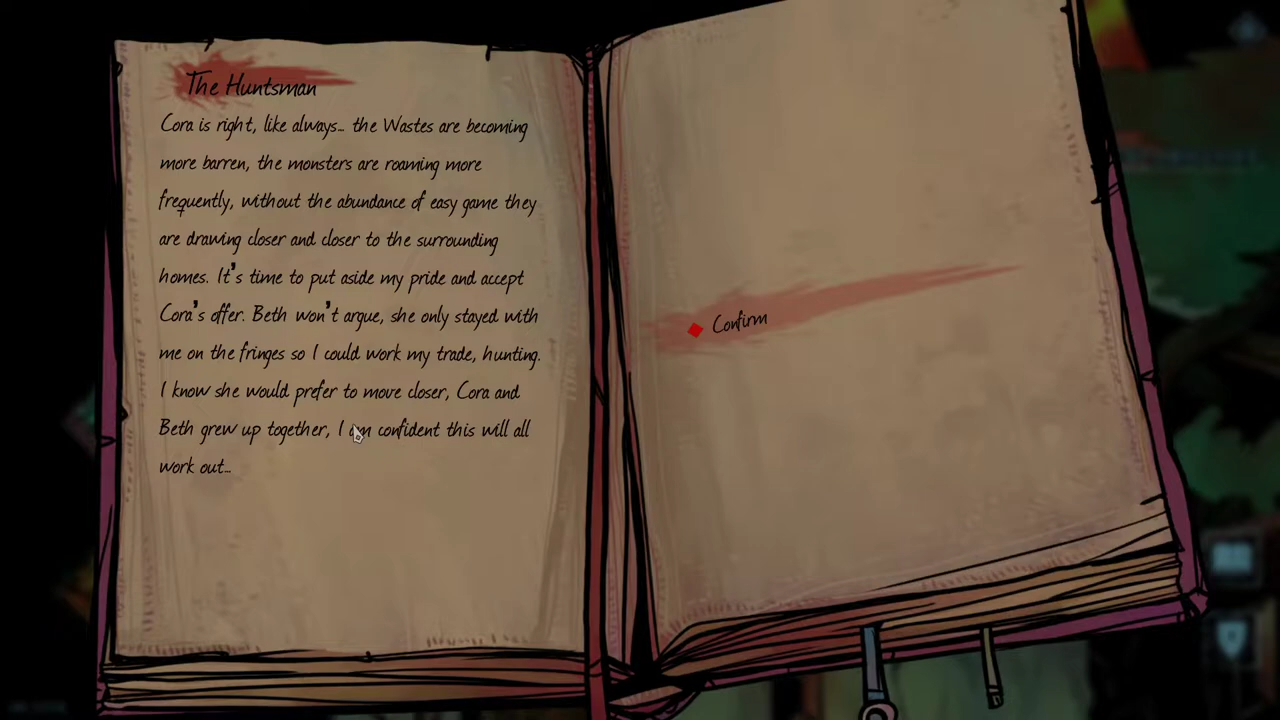 The Huntsman
Cora is right, like always... the Wastes are becoming
more barren, the monsters are roaming more
frequently, without the abundance of easy game they
are drawing closer and closer to the surrounding
homes. It's time to put aside my pride and accept
Cora's offer. Beth won't argue, she only stayed with
me on the fringes so I could work my trade, hunting.
I know she would prefer to move closer, Cora and
Beth grew up together, I am confident this will all
work out...
Confirm